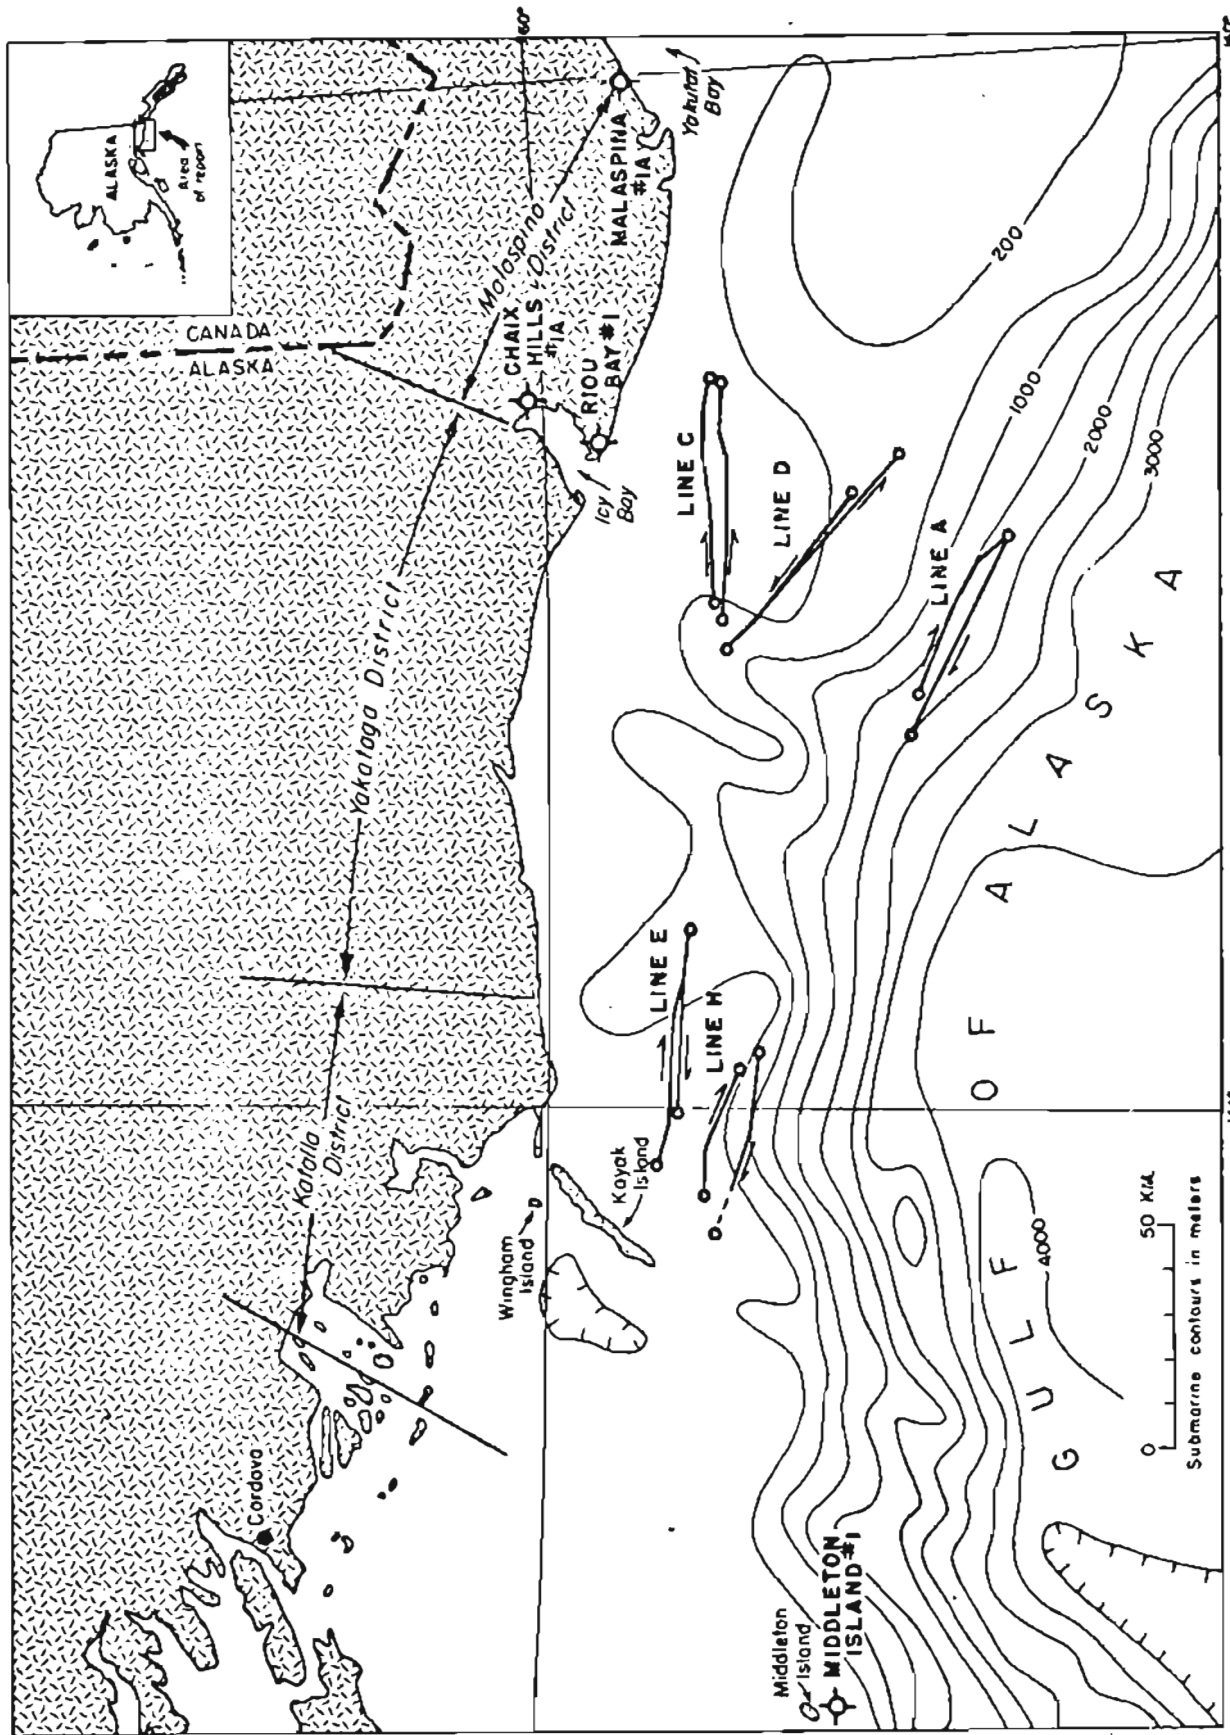 ALASKA
Area
of report
CANADA
ALASKA
60°
Katalla
District
Yakataga District
Malaspina
District
Cordova
Wingham
Island
Kayak
Island
Icy
Bay
Yakutat
Bay
CHAIX
HILLS
#1A
RIOU
BAY #1
MALASPINA
#1A
LINE E
LINE H
LINE C
LINE D
LINE A
200
1000
2000
3000
4000
Middleton
Island
MIDDLETON
ISLAND #1
GULF OF ALASKA
0 50 KM.
Submarine contours in meters